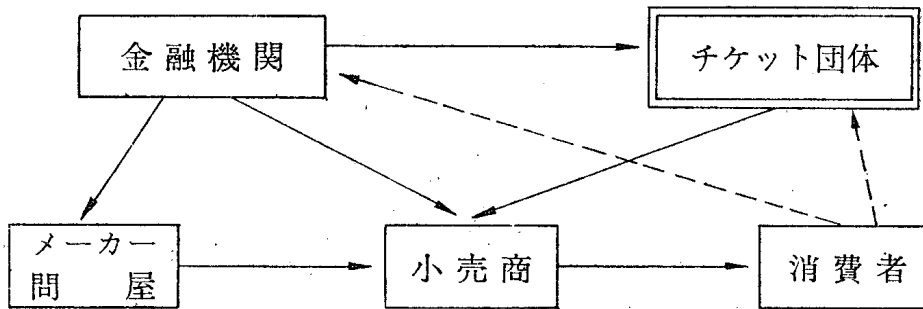 金融機関
チケット団体
メーカー
問屋
小売商
消費者